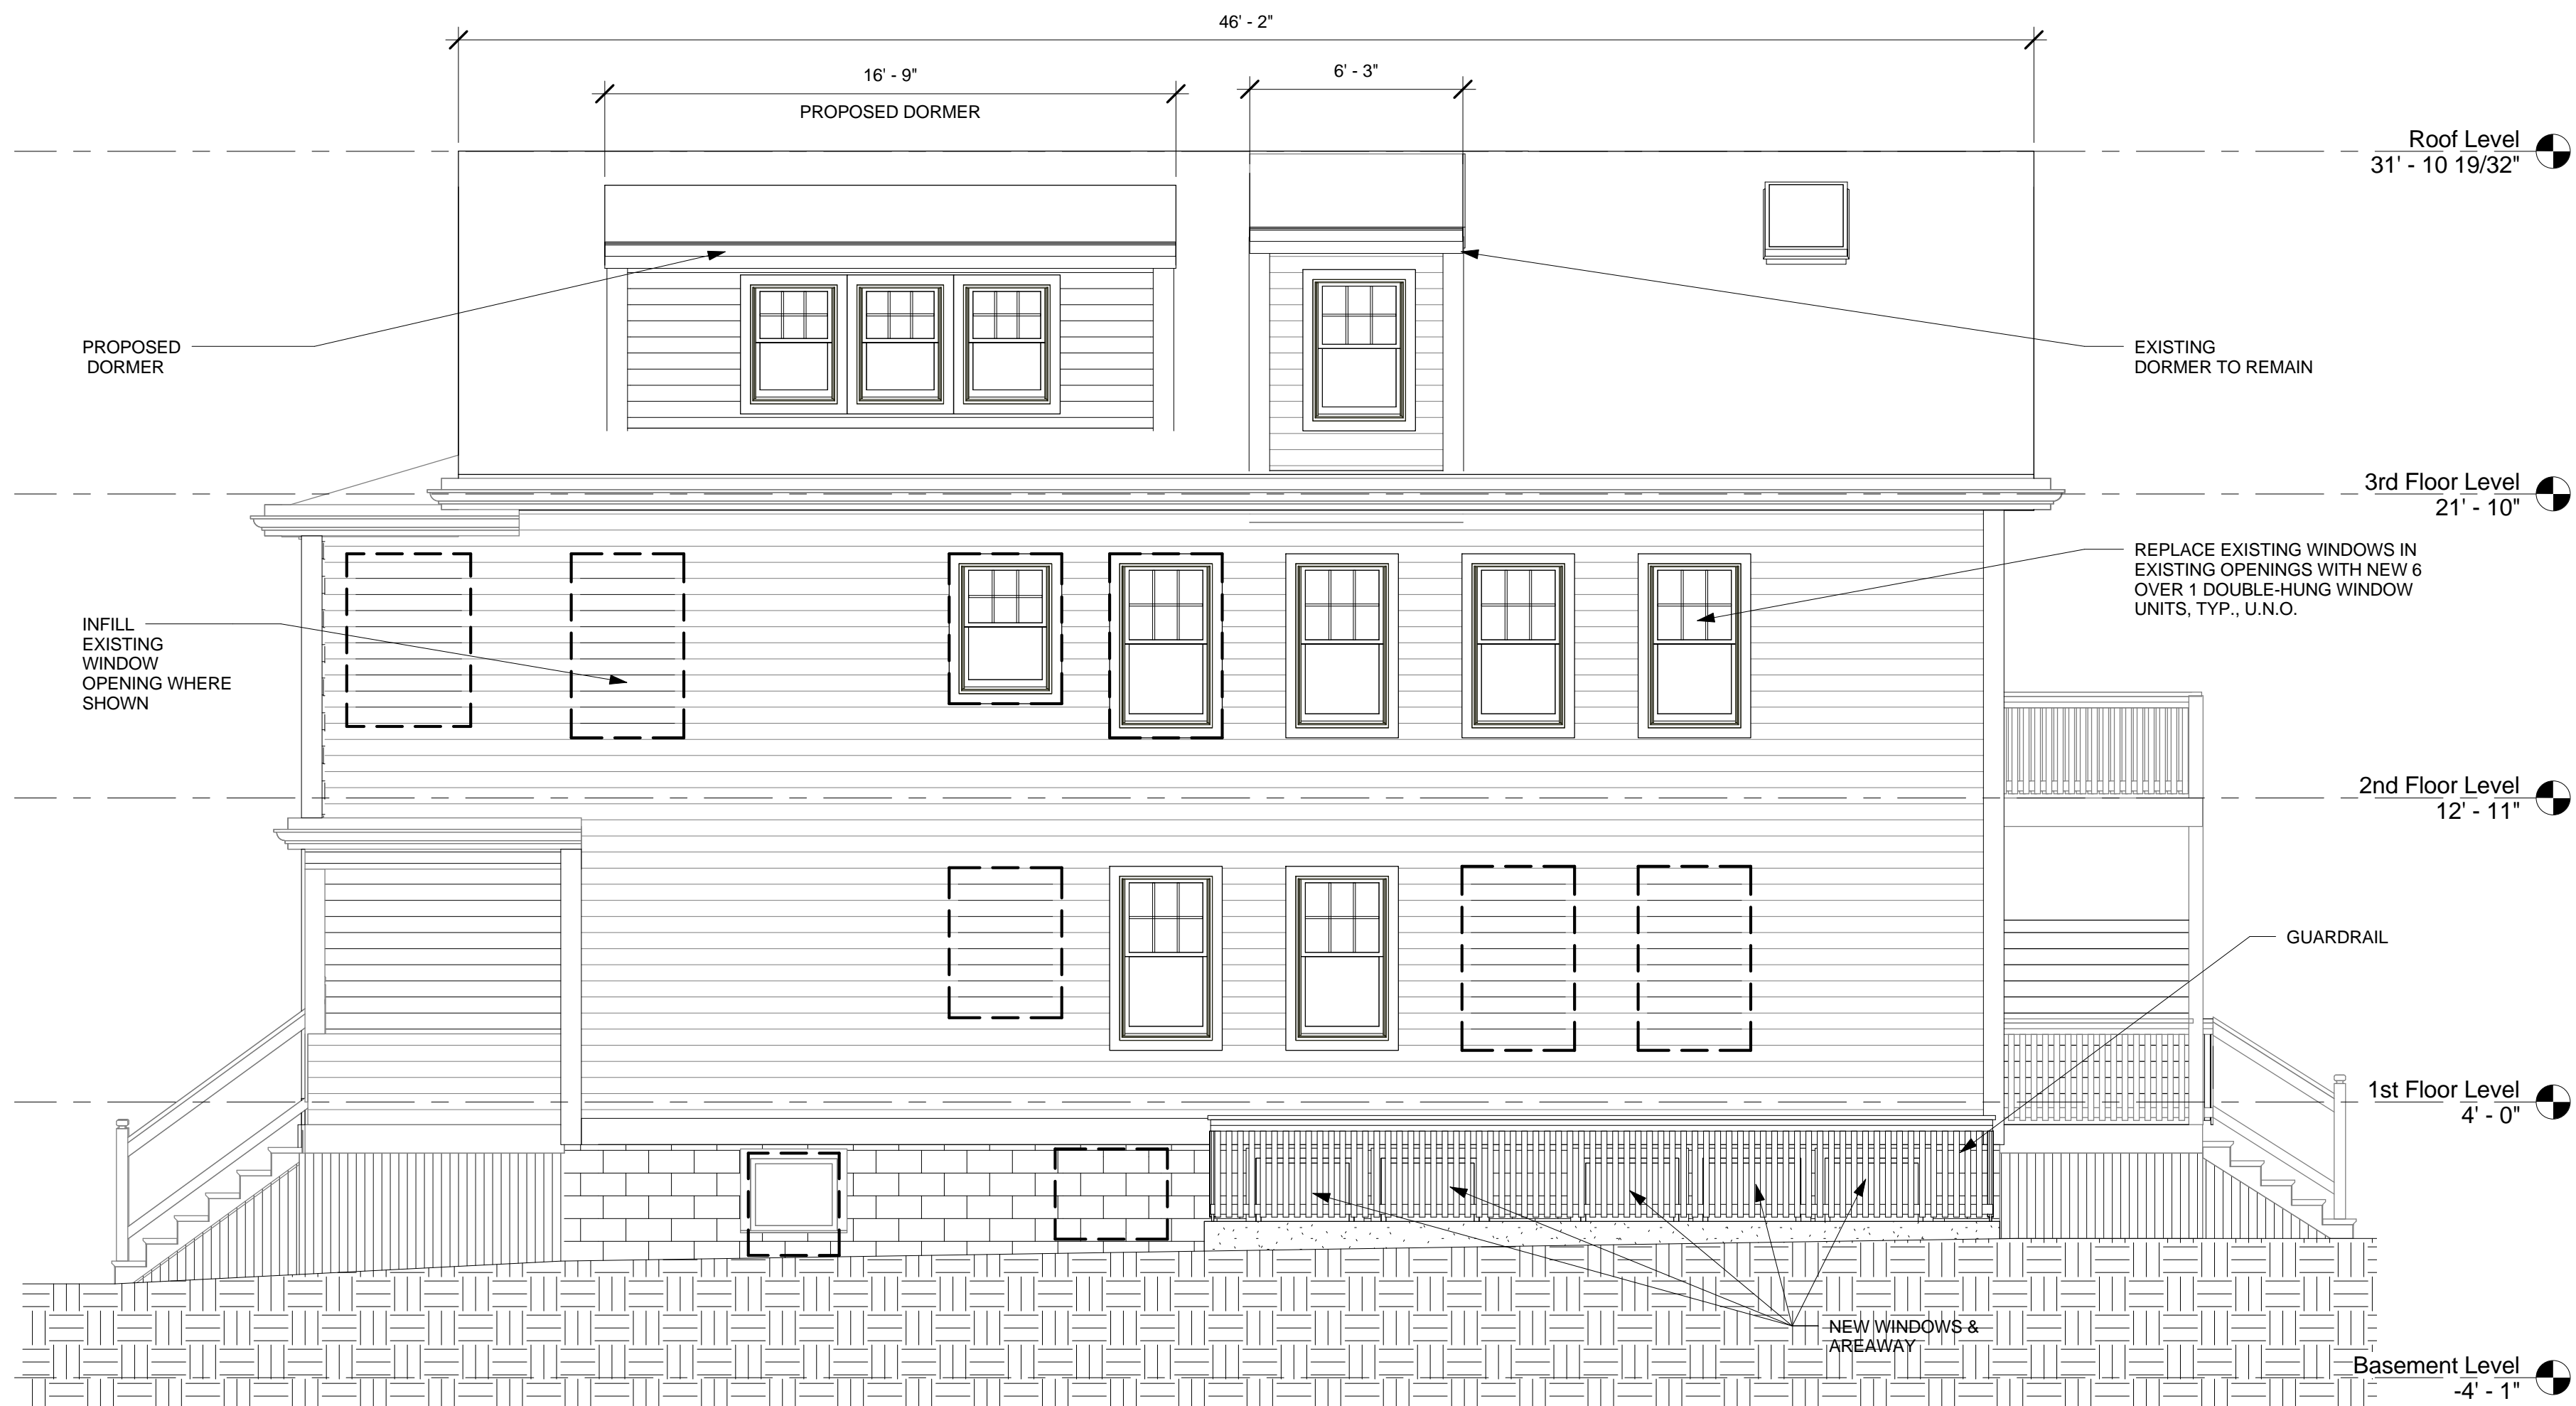 46' - 2"
16' - 9"
PROPOSED DORMER
6' - 3"
Roof Level
31' - 10 19/32"
PROPOSED
DORMER
EXISTING
DORMER TO REMAIN
3rd Floor Level
21' - 10"
REPLACE EXISTING WINDOWS IN
EXISTING OPENINGS WITH NEW 6
OVER 1 DOUBLE-HUNG WINDOW
UNITS, TYP., U.N.O.
INFILL
EXISTING
WINDOW
OPENING WHERE
SHOWN
2nd Floor Level
12' - 11"
GUARDRAIL
1st Floor Level
4' - 0"
NEW WINDOWS &
AREAWAY
Basement Level
-4' - 1"